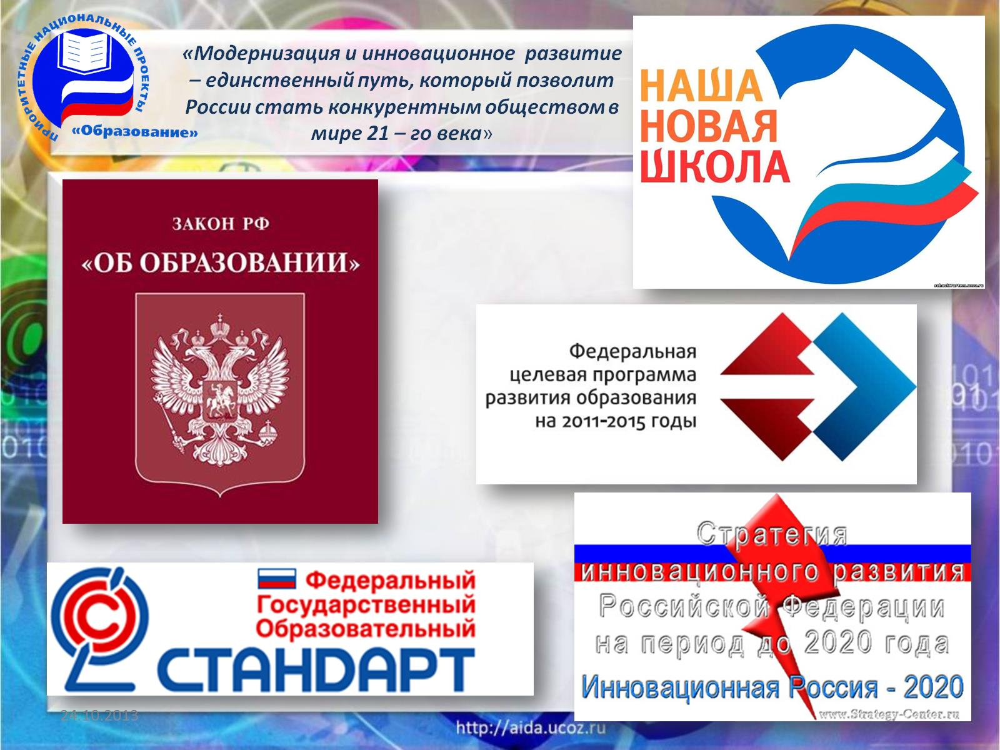 ПРИОРИТЕТНЫЕ НАЦИОНАЛЬНЫЕ ПРОЕКТЫ
«Образование»
«Модернизация и инновационное развитие
– единственный путь, который позволит
России стать конкурентным обществом в
мире 21 – го века»
НАША
НОВАЯ
ШКОЛА
school37artem.ucoz.ru
ЗАКОН РФ
«ОБ ОБРАЗОВАНИИ»
Федеральная
целевая программа
развития образования
на 2011-2015 годы
Федеральный
Государственный
Образовательный
СТАНДАРТ
Стратегия
инновационного развития
Российской Федерации
на период до 2020 года
Инновационная Россия - 2020
www.Strategy-Center.ru
24.10.2013
http://aida.ucoz.ru